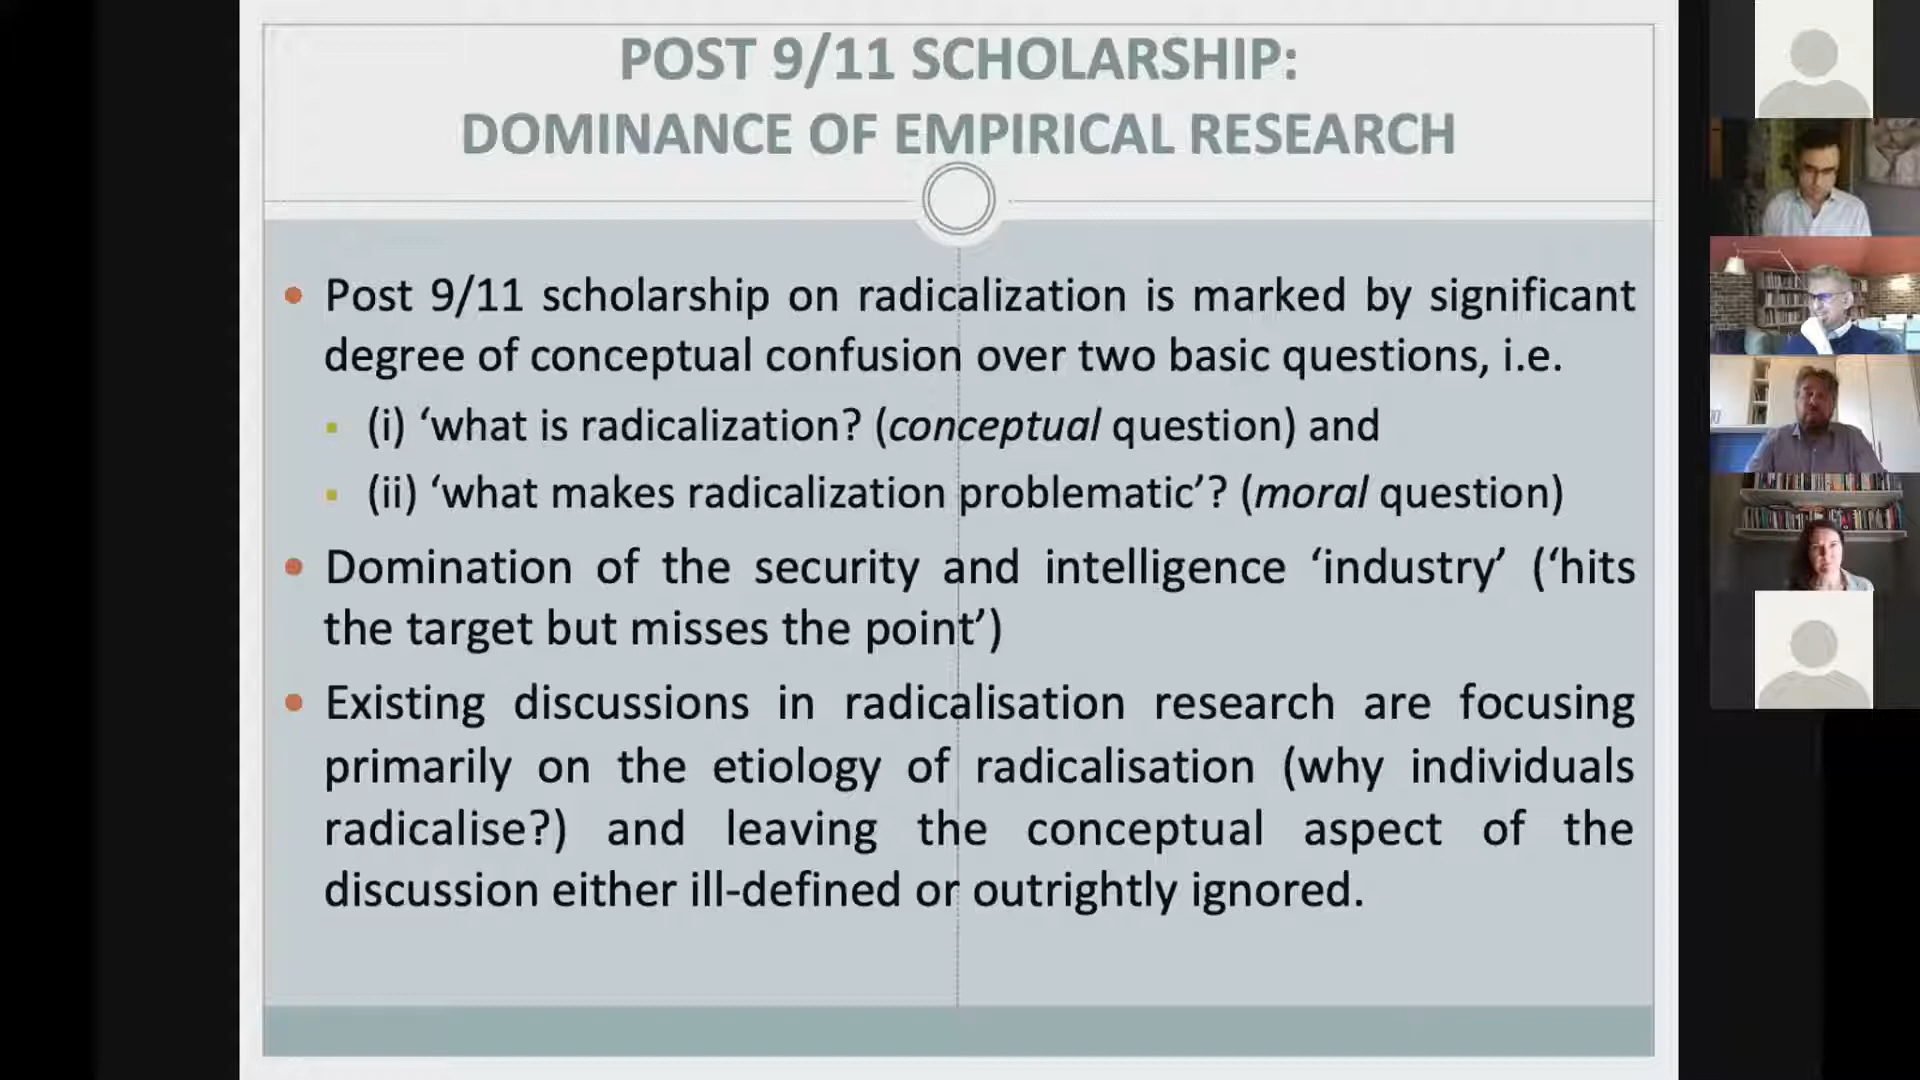 POST 9/11 SCHOLARSHIP:
DOMINANCE OF EMPIRICAL RESEARCH
• Post 9/11 scholarship on radicalization is marked by significant
degree of conceptual confusion over two basic questions, i.e.
▪ (i) ‘what is radicalization? (conceptual question) and
▪ (ii) ‘what makes radicalization problematic’? (moral question)
• Domination of the security and intelligence ‘industry’ (‘hits
the target but misses the point’)
• Existing discussions in radicalisation research are focusing
primarily on the etiology of radicalisation (why individuals
radicalise?) and leaving the conceptual aspect of the
discussion either ill-defined or outrightly ignored.